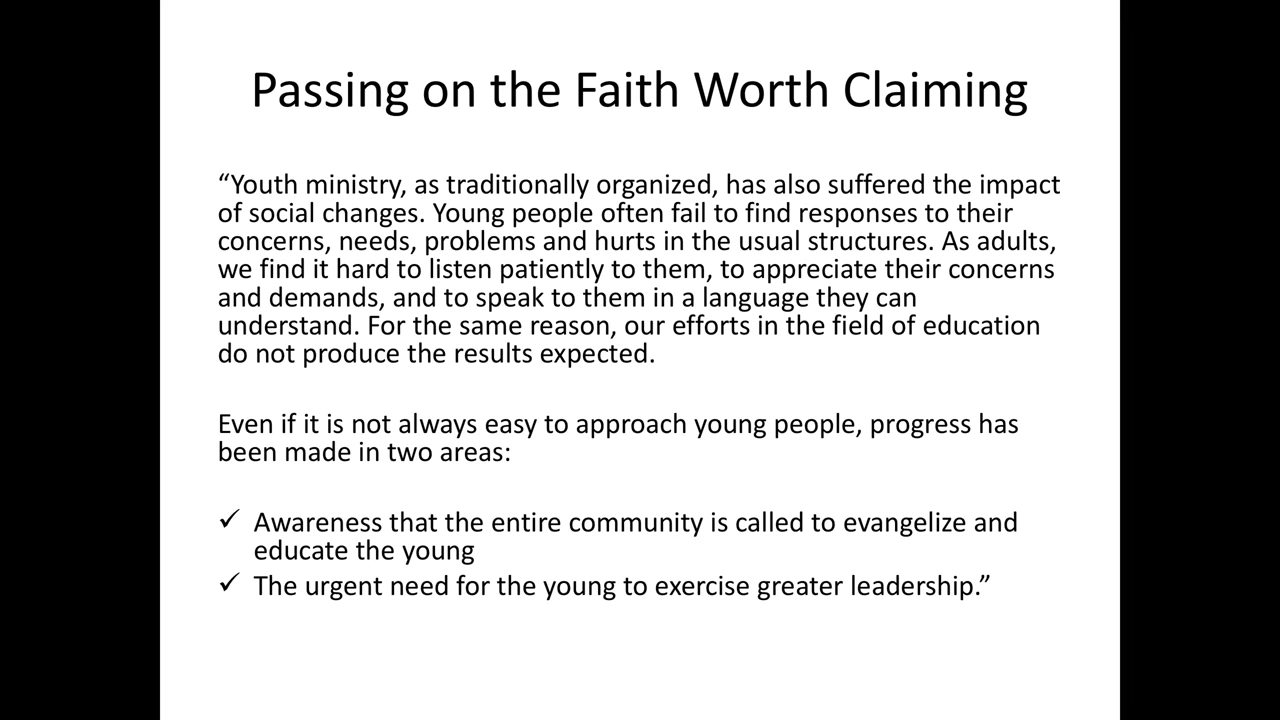 Passing on the Faith Worth Claiming
“Youth ministry, as traditionally organized, has also suffered the impact
of social changes. Young people often fail to find responses to their
concerns, needs, problems and hurts in the usual structures. As adults,
we find it hard to listen patiently to them, to appreciate their concerns
and demands, and to speak to them in a language they can
understand. For the same reason, our efforts in the field of education
do not produce the results expected.
Even if it is not always easy to approach young people, progress has
been made in two areas:
✓ Awareness that the entire community is called to evangelize and
educate the young
✓ The urgent need for the young to exercise greater leadership.”